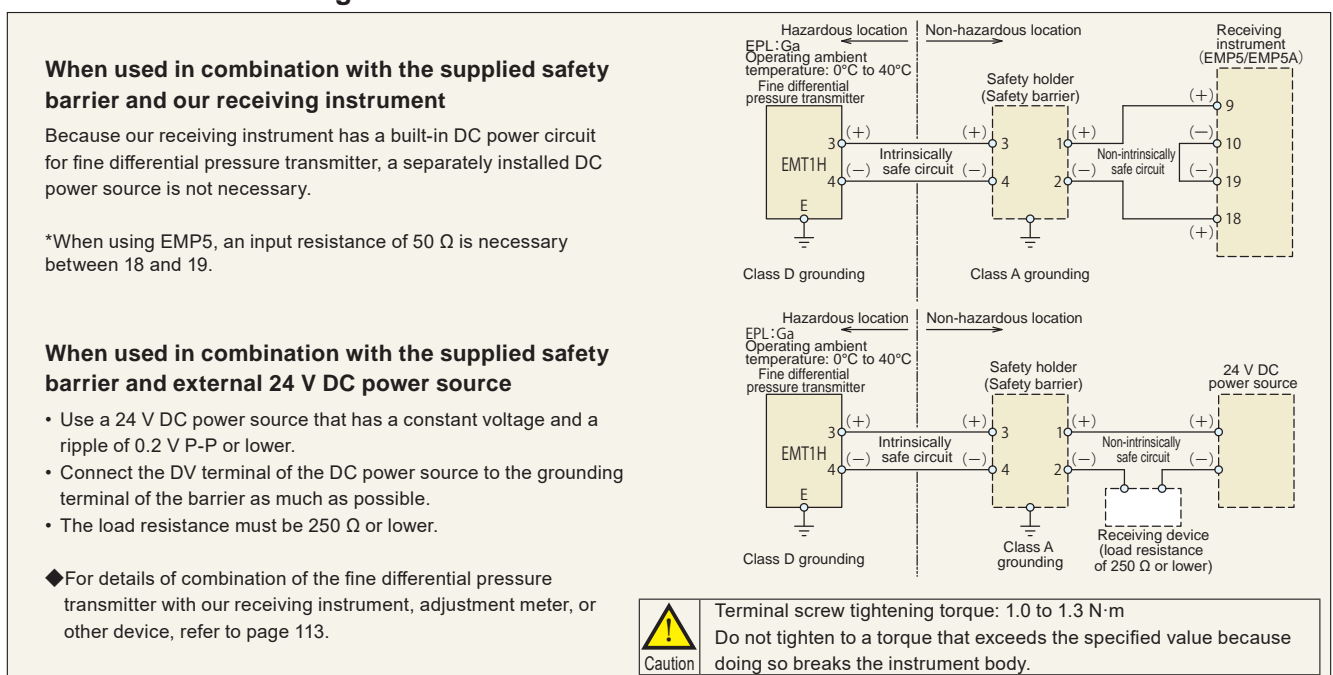 When used in combination with the supplied safety
barrier and our receiving instrument
Because our receiving instrument has a built-in DC power circuit
for fine differential pressure transmitter, a separately installed DC
power source is not necessary.
*When using EMP5, an input resistance of 50 Ω is necessary
between 18 and 19.
When used in combination with the supplied safety
barrier and external 24 V DC power source
• Use a 24 V DC power source that has a constant voltage and a
ripple of 0.2 V P-P or lower.
• Connect the DV terminal of the DC power source to the grounding
terminal of the barrier as much as possible.
• The load resistance must be 250 Ω or lower.
◆For details of combination of the fine differential pressure
transmitter with our receiving instrument, adjustment meter, or
other device, refer to page 113.
Hazardous location
Non-hazardous location
EPL：Ga
Operating ambient
temperature: 0°C to 40°C
Fine differential
pressure transmitter
Safety holder
(Safety barrier)
Receiving
instrument
(EMP5/EMP5A)
EMT1H
3 (+)
4 (−)
E
Intrinsically
safe circuit
(+) 3
(−) 4
1 (+)
2 (−)
Non-intrinsically
safe circuit
(+) 9
(−) 10
(−) 19
18
(+)
Class D grounding
Class A grounding
Hazardous location
Non-hazardous location
EPL：Ga
Operating ambient
temperature: 0°C to 40°C
Fine differential
pressure transmitter
Safety holder
(Safety barrier)
24 V DC
power source
EMT1H
3 (+)
4 (−)
E
Intrinsically
safe circuit
(+) 3
(−) 4
1 (+)
2 (−)
Non-intrinsically
safe circuit
(+)
(−)
Class D grounding
Class A
grounding
Receiving device
(load resistance
of 250 Ω or lower)
Caution
Terminal screw tightening torque: 1.0 to 1.3 N·m
Do not tighten to a torque that exceeds the specified value because
doing so breaks the instrument body.